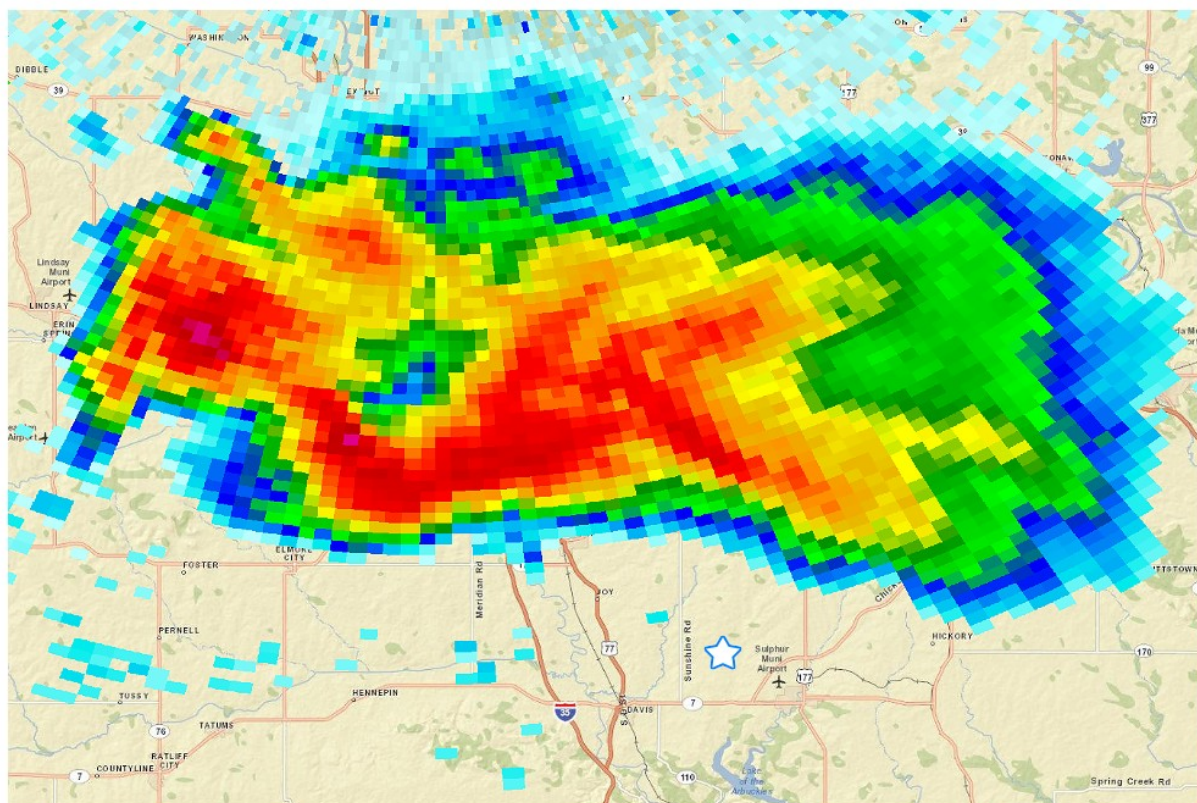 WASHINGTON
DIBBLE
39
177
99
377
39
Lindsay
Muni
Airport
LINDSAY
ERIN
Airport
ELMORE
CITY
FOSTER
Meridian Rd
JOY
77
Sunshine Rd
Sulphur
Muni
Airport
177
HICKORY
170
PERNELL
TUSSY
HENNEPIN
35
DAVIS
7
76
TATUMS
RATLIFF
CITY
7
COUNTYLINE
110
Lake
of the
Arbuckles
Spring Creek Rd